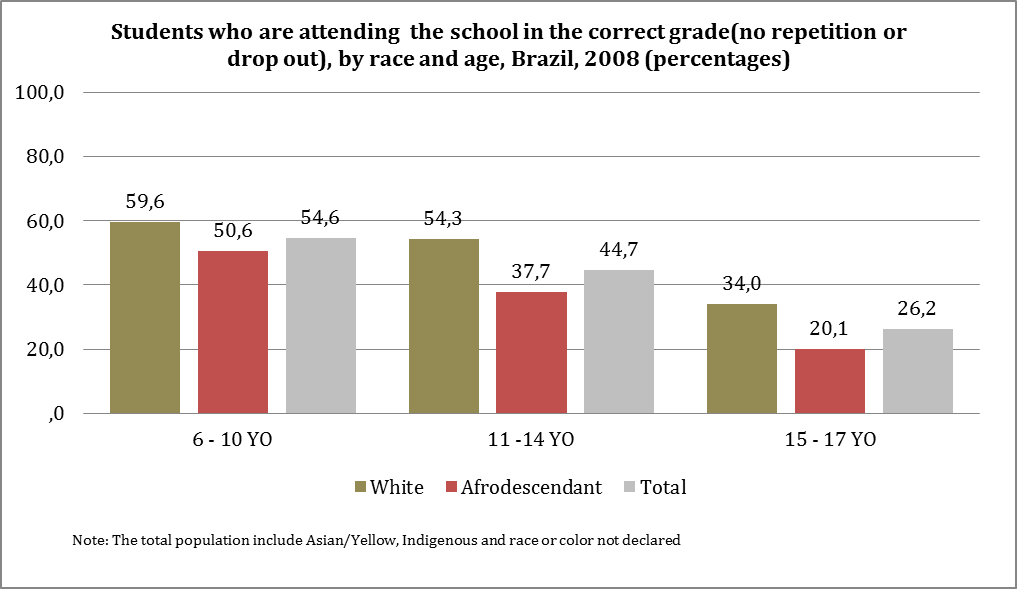 Students who are attending the school in the correct grade(no repetition or
drop out), by race and age, Brazil, 2008 (percentages)
100,0
80,0
60,0
40,0
20,0
,0
59,6
50,6
54,6
54,3
37,7
44,7
34,0
20,1
26,2
6 - 10 YO
11 -14 YO
15 - 17 YO
White Afrodescendant Total
Note: The total population include Asian/Yellow, Indigenous and race or color not declared